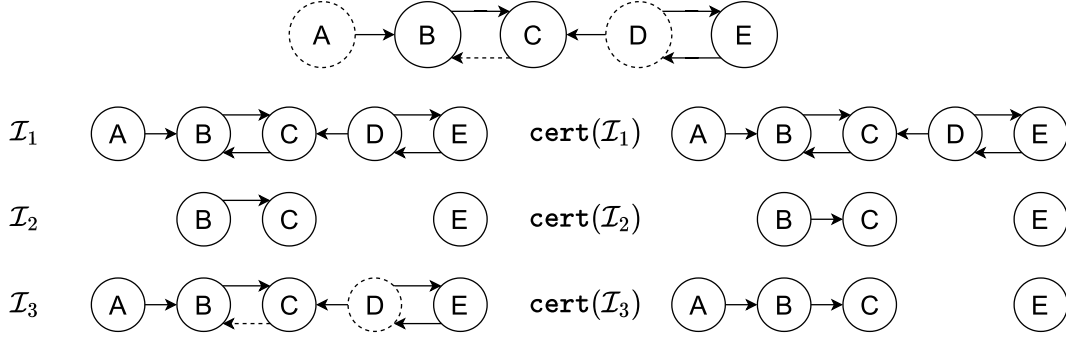 A B C D E
𝓘₁ A B C D E cert(𝓘₁) A B C D E
𝓘₂ B C E cert(𝓘₂) B C E
𝓘₃ A B C D E cert(𝓘₃) A B C E